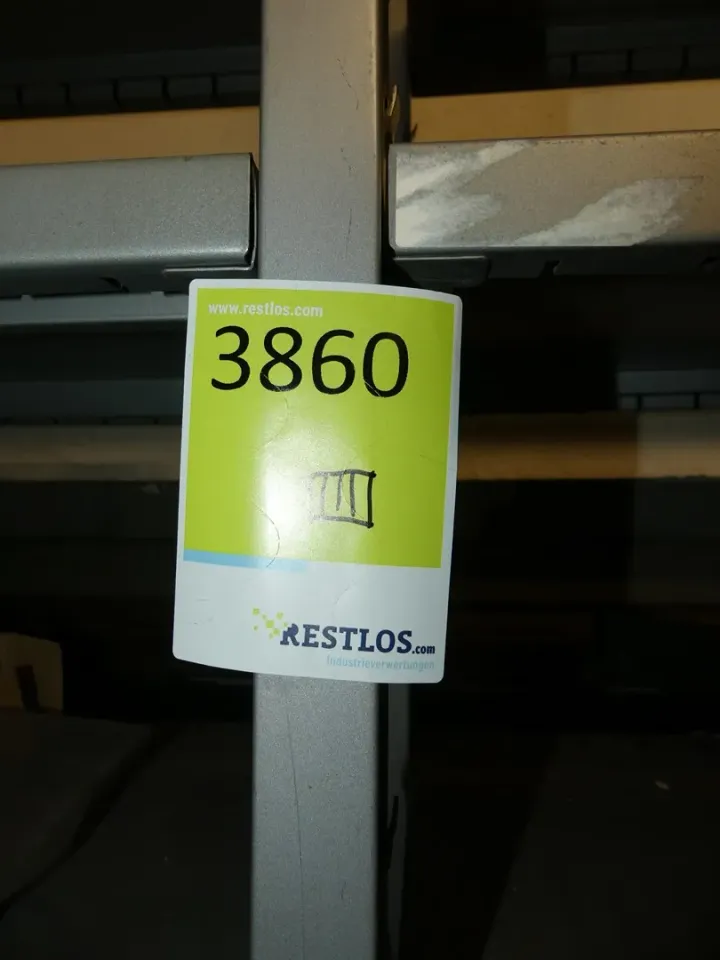 www.restlos.com
3860
RESTLOS.com
Industrieverwertungen